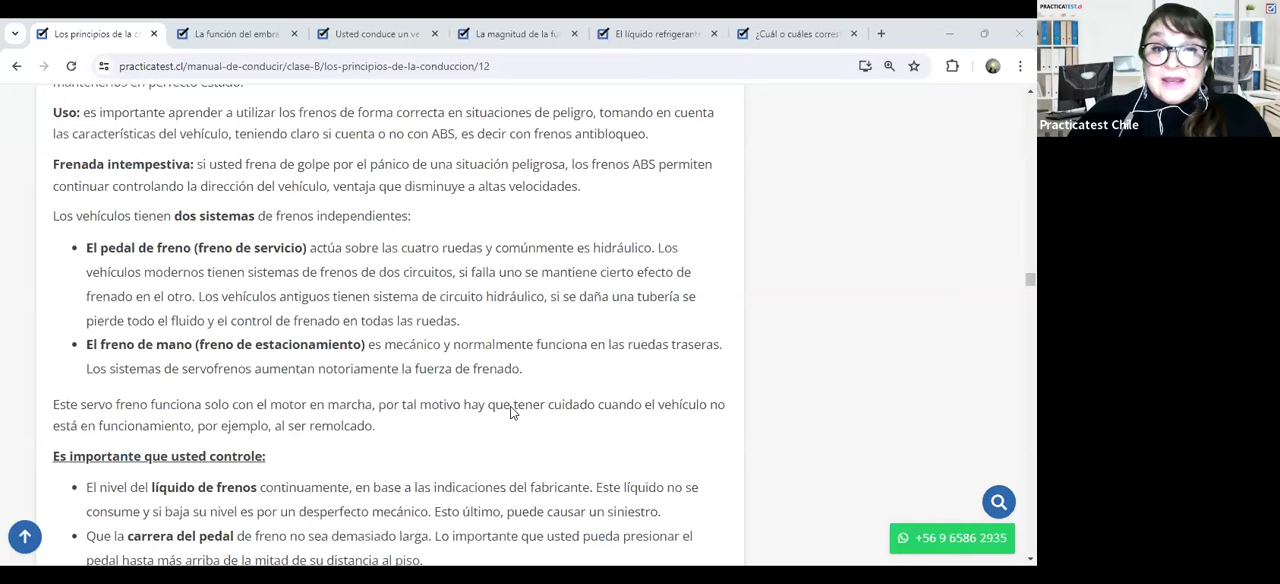 Los principios de la c
La función del embra
Usted conduce un ve
La magnitud de la fu
El líquido refrigerant
¿Cuál o cuáles corres
practicatest.cl/manual-de-conducir/clase-B/los-principios-de-la-conduccion/12
PRACTICATEST.cl
Practicatest Chile
mantenerlos en perfecto estado.
Uso: es importante aprender a utilizar los frenos de forma correcta en situaciones de peligro, tomando en cuenta
las características del vehículo, teniendo claro si cuenta o no con ABS, es decir con frenos antibloqueo.
Frenada intempestiva: si usted frena de golpe por el pánico de una situación peligrosa, los frenos ABS permiten
continuar controlando la dirección del vehículo, ventaja que disminuye a altas velocidades.
Los vehículos tienen dos sistemas de frenos independientes:
El pedal de freno (freno de servicio) actúa sobre las cuatro ruedas y comúnmente es hidráulico. Los
vehículos modernos tienen sistemas de frenos de dos circuitos, si falla uno se mantiene cierto efecto de
frenado en el otro. Los vehículos antiguos tienen sistema de circuito hidráulico, si se daña una tubería se
pierde todo el fluido y el control de frenado en todas las ruedas.
El freno de mano (freno de estacionamiento) es mecánico y normalmente funciona en las ruedas traseras.
Los sistemas de servofrenos aumentan notoriamente la fuerza de frenado.
Este servo freno funciona solo con el motor en marcha, por tal motivo hay que tener cuidado cuando el vehículo no
está en funcionamiento, por ejemplo, al ser remolcado.
Es importante que usted controle:
El nivel del líquido de frenos continuamente, en base a las indicaciones del fabricante. Este líquido no se
consume y si baja su nivel es por un desperfecto mecánico. Esto último, puede causar un siniestro.
Que la carrera del pedal de freno no sea demasiado larga. Lo importante que usted pueda presionar el
pedal hasta más arriba de la mitad de su distancia al piso.
+56 9 6586 2935